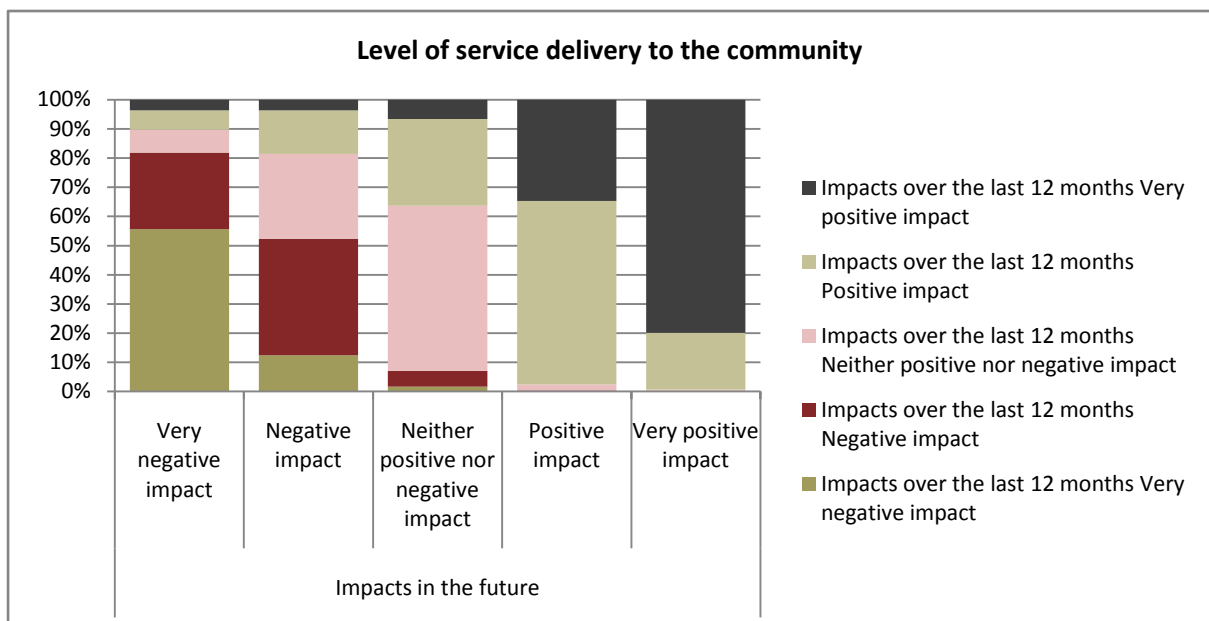 Level of service delivery to the community
100%
90%
80%
70%
60%
50%
40%
30%
20%
10%
0%
Very
negative
impact
Negative
impact
Neither
positive nor
negative
impact
Positive
impact
Very positive
impact
Impacts in the future
Impacts over the last 12 months Very
positive impact
Impacts over the last 12 months
Positive impact
Impacts over the last 12 months
Neither positive nor negative impact
Impacts over the last 12 months
Negative impact
Impacts over the last 12 months Very
negative impact